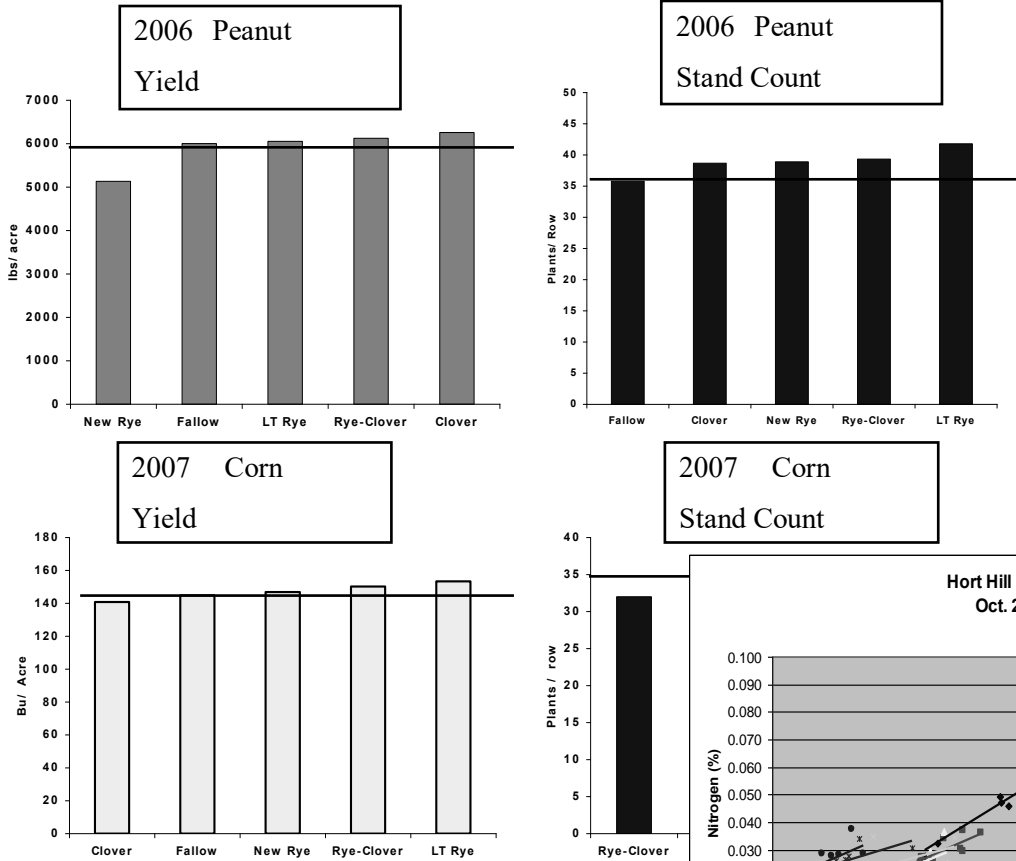 2006 Peanut
Yield
7000
6000
5000
4000
3000
2000
1000
0
lbs/acre
New Rye Fallow LT Rye Rye-Clover Clover
2006 Peanut
Stand Count
50
45
40
35
30
25
20
15
10
5
0
Plants/Row
Fallow Clover New Rye Rye-Clover LT Rye
2007 Corn
Yield
180
160
140
120
100
80
60
40
20
0
Bu/ Acre
Clover Fallow New Rye Rye-Clover LT Rye
2007 Corn
Stand Count
40
35
30
25
20
15
10
5
0
Plants / row
Rye-Clover
Hort Hill
Oct. 2
0.100
0.090
0.080
0.070
0.060
0.050
0.040
0.030
Nitrogen (%)